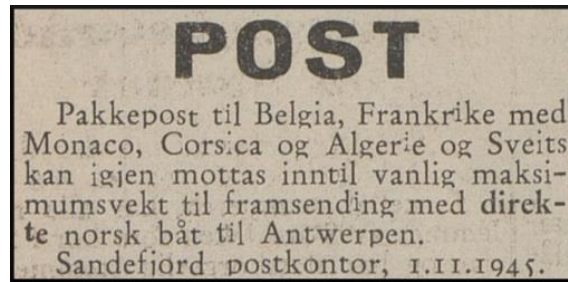 POST
Pakkepost til Belgia, Frankrike med
Monaco, Corsica og Algerie og Sveits
kan igjen mottas inntil vanlig maksi-
mumsvekt til framsending med direk-
te norsk båt til Antwerpen.
Sandefjord postkontor, 1.11.1945.